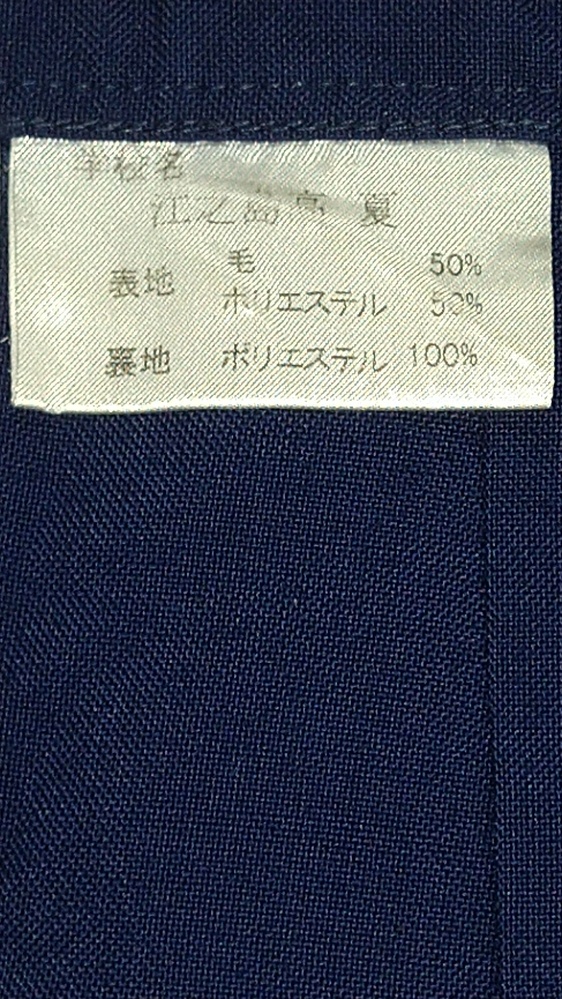 学校名
江之島高 夏
表地 毛 50%
ポリエステル 50%
裏地 ポリエステル 100%